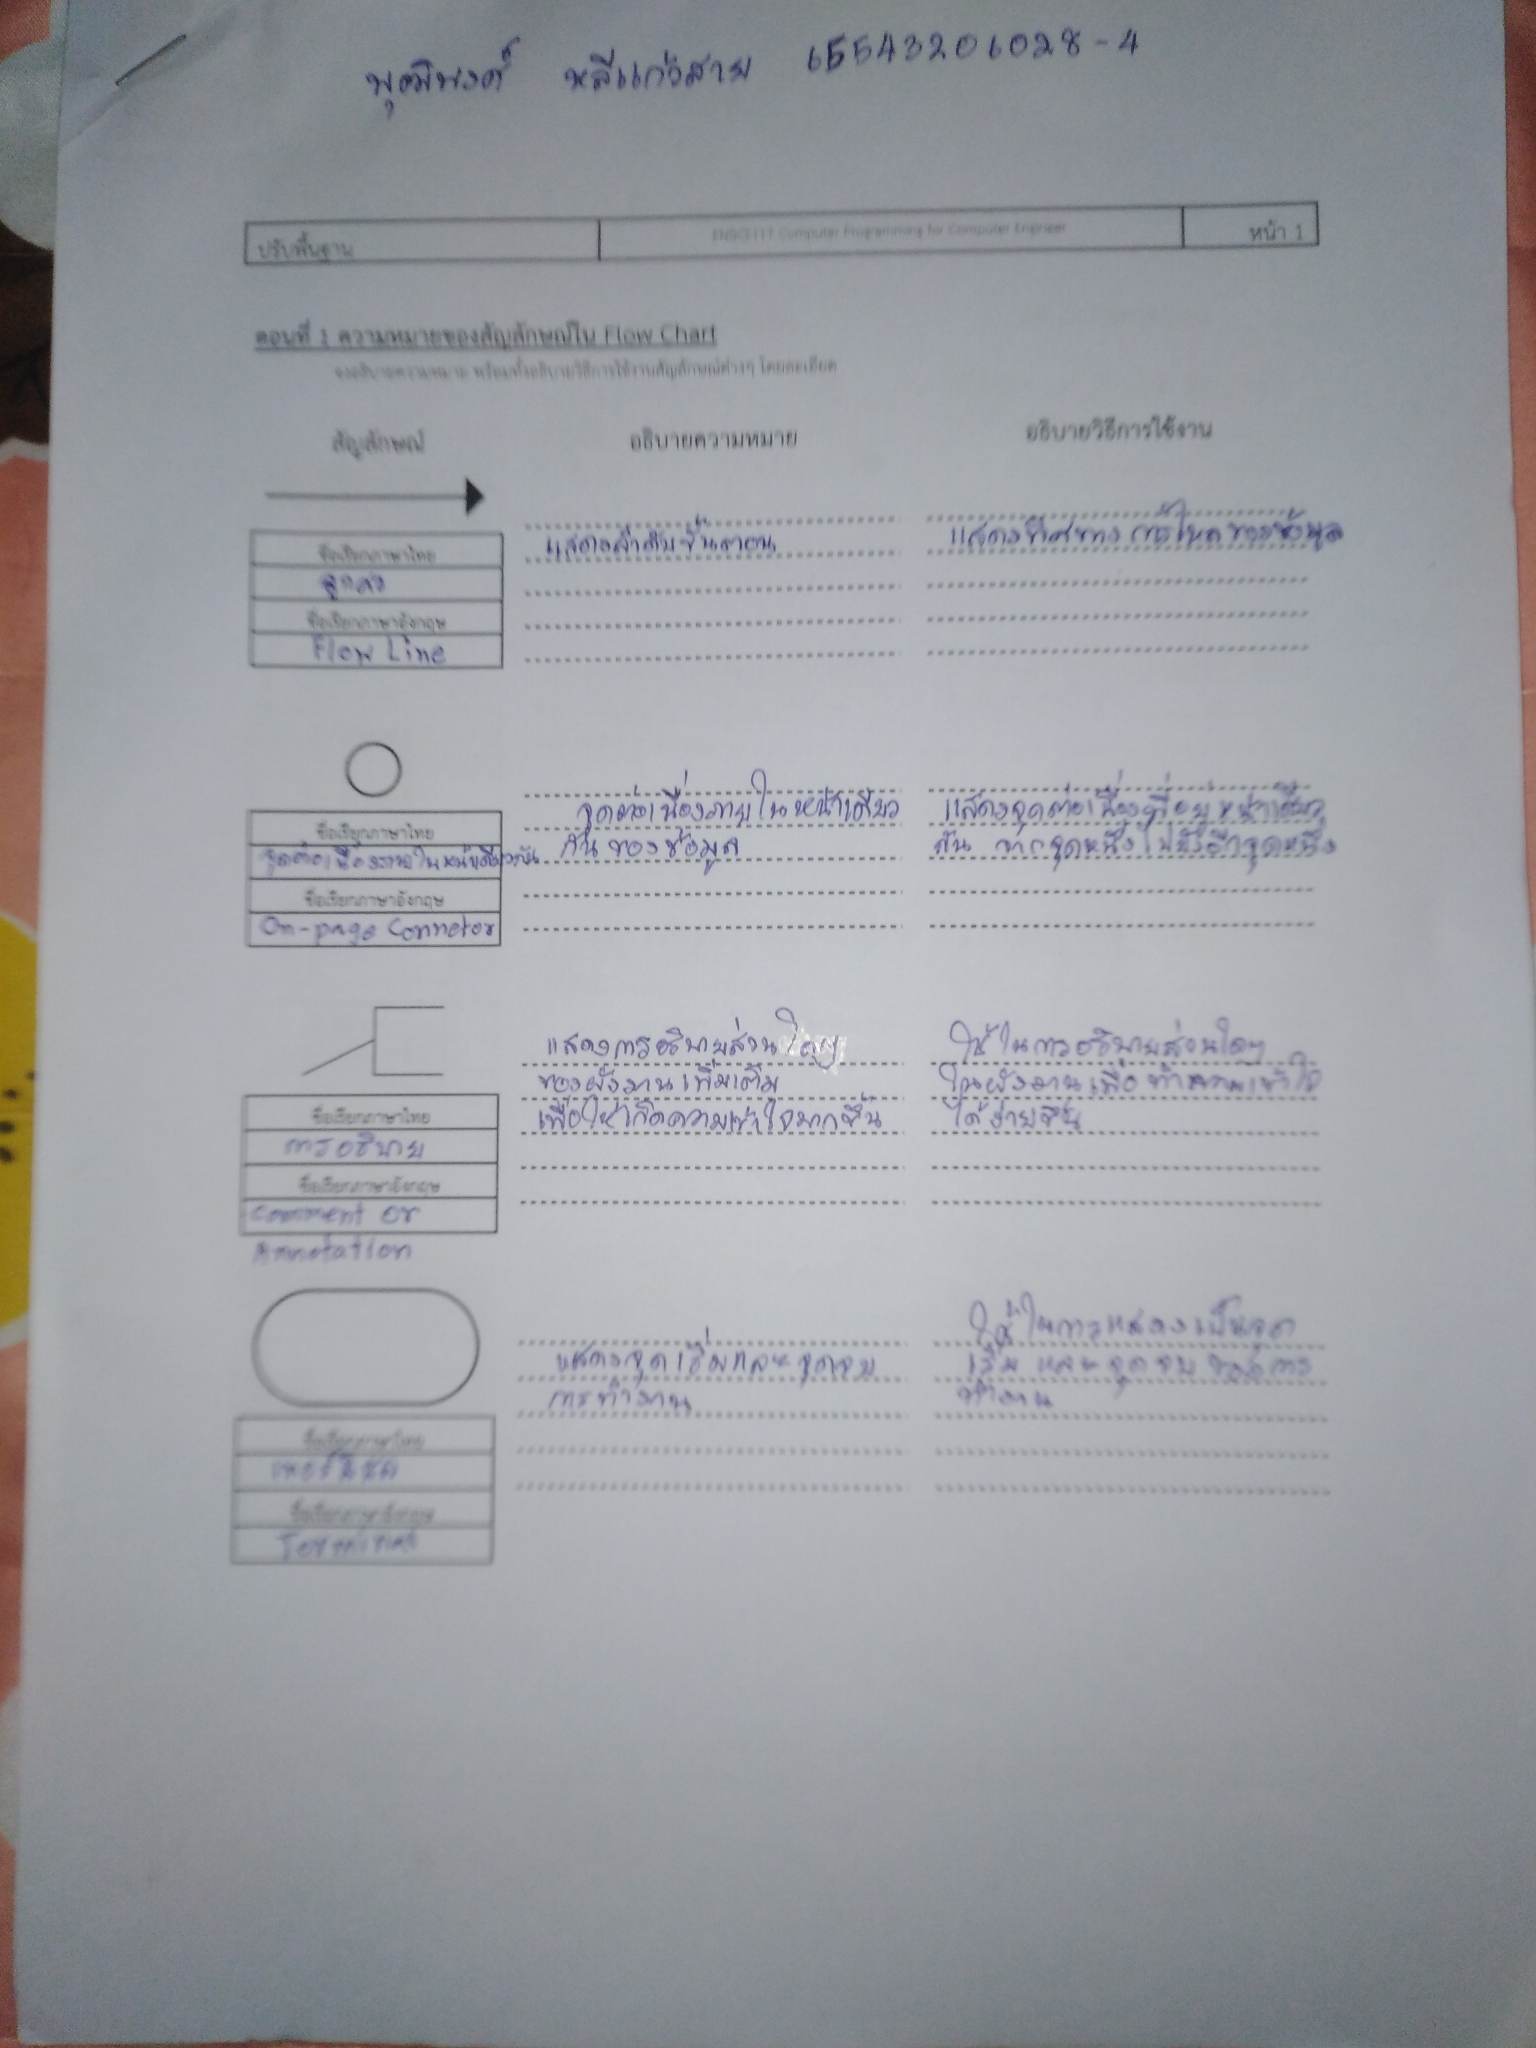 พุฒิพงศ์ หลีแก้วสาย 65543206028-4
ปรับพื้นฐาน Computer Programming for Computer Engineer หน้า 1
ตอนที่ 1 ความหมายของสัญลักษณ์ใน Flow Chart
จงอธิบายความหมาย พร้อมทั้งอธิบายวิธีการใช้งานสัญลักษณ์ต่างๆ โดยละเอียด
สัญลักษณ์ อธิบายความหมาย อธิบายวิธีการใช้งาน
ชื่อเรียกภาษาไทย แสดงลำดับขั้นตอน แสดงทิศทางการไหลของข้อมูล
ลูกศร
ชื่อเรียกภาษาอังกฤษ
Flow Line
จุดต่อเนื่องภายในหน้าเดียว แสดงจุดต่อเนื่องที่อยู่หน้าเดียว
ชื่อเรียกภาษาไทย
จุดต่อเนื่องภายในหน้าเดียวกัน กันของข้อมูล กัน จากจุดหนึ่งไปยังอีกจุดหนึ่ง
ชื่อเรียกภาษาอังกฤษ
On-page Connetor
แสดงการอธิบายส่วนใดๆ ใช้ในการอธิบายส่วนใดๆ
ของผังงานเพิ่มเติม ในผังงานเพื่อทำความเข้าใจ
ชื่อเรียกภาษาไทย เพื่อให้เกิดความเข้าใจมากขึ้น ได้ง่ายขึ้น
การอธิบาย
ชื่อเรียกภาษาอังกฤษ
comment or
Annotation
ใช้ในการแสดงเป็นจุด
แสดงจุดเริ่มและจุดจบ เริ่ม และจุดจบ ของการ
การทำงาน ทำงาน
ชื่อเรียกภาษาไทย
เทอร์มินัล
ชื่อเรียกภาษาอังกฤษ
Terminal